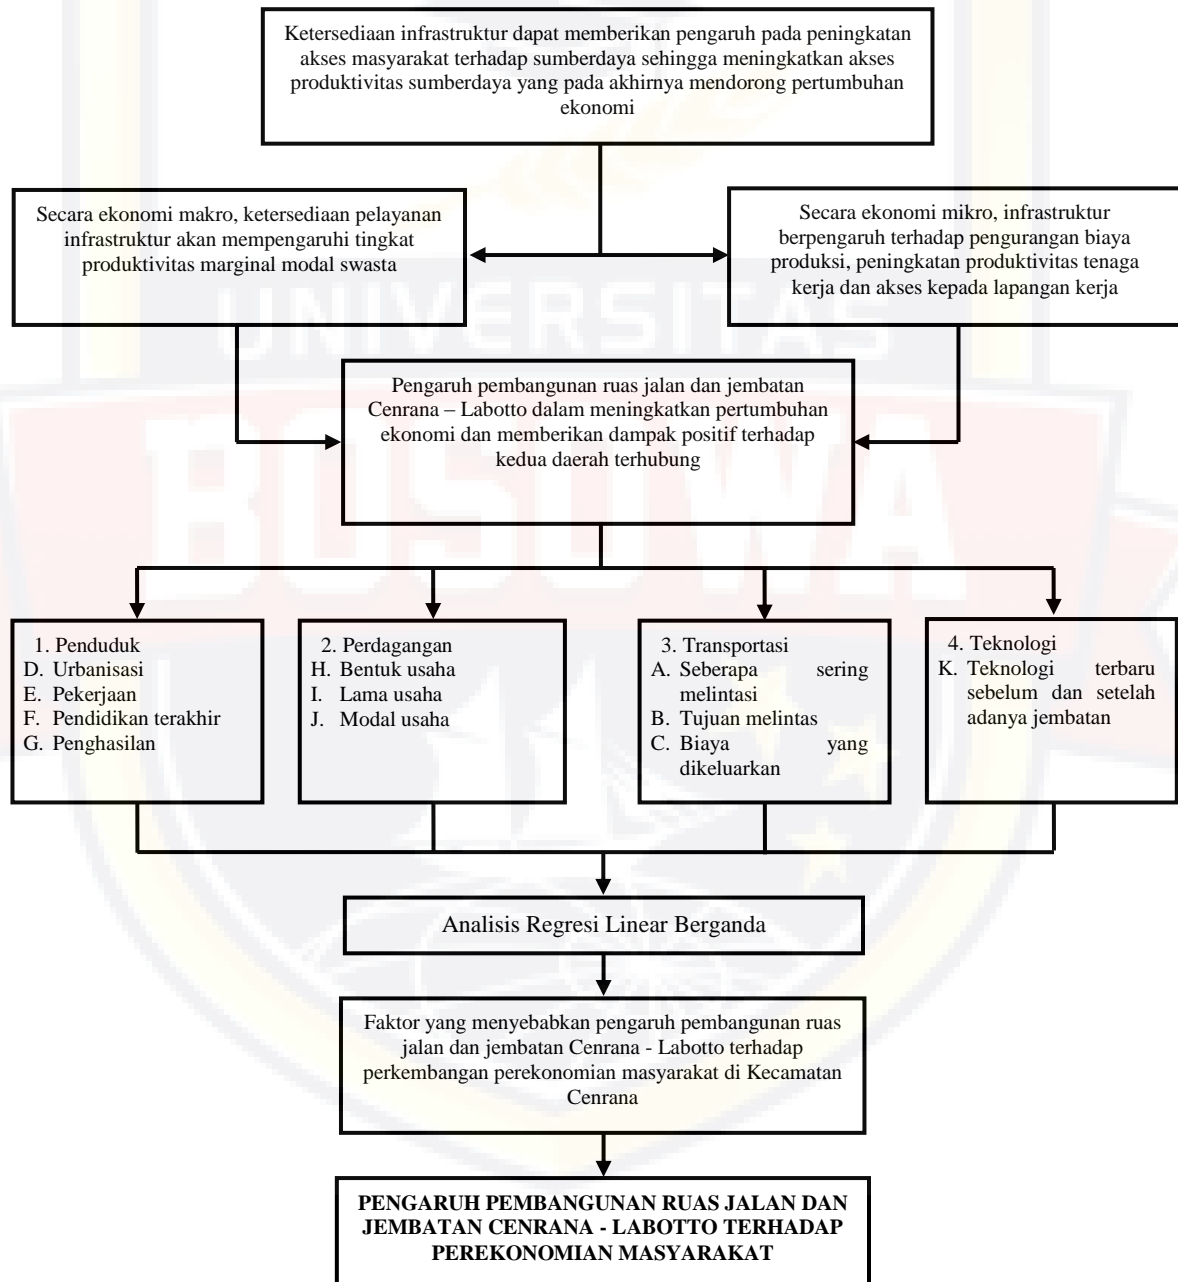 Ketersediaan infrastruktur dapat memberikan pengaruh pada peningkatan
akses masyarakat terhadap sumberdaya sehingga meningkatkan akses
produktivitas sumberdaya yang pada akhirnya mendorong pertumbuhan
ekonomi
Secara ekonomi makro, ketersediaan pelayanan
infrastruktur akan mempengaruhi tingkat
produktivitas marginal modal swasta
Secara ekonomi mikro, infrastruktur
berpengaruh terhadap pengurangan biaya
produksi, peningkatan produktivitas tenaga
kerja dan akses kepada lapangan kerja
UNIVERSITAS
Pengaruh pembangunan ruas jalan dan jembatan
Cenrana – Labotto dalam meningkatkan pertumbuhan
ekonomi dan memberikan dampak positif terhadap
kedua daerah terhubung
BOSOWA
1. Penduduk
D. Urbanisasi
E. Pekerjaan
F. Pendidikan terakhir
G. Penghasilan
2. Perdagangan
H. Bentuk usaha
I. Lama usaha
J. Modal usaha
3. Transportasi
A. Seberapa sering
melintasi
B. Tujuan melintas
C. Biaya yang
dikeluarkan
4. Teknologi
K. Teknologi terbaru
sebelum dan setelah
adanya jembatan
Analisis Regresi Linear Berganda
Faktor yang menyebabkan pengaruh pembangunan ruas
jalan dan jembatan Cenrana - Labotto terhadap
perkembangan perekonomian masyarakat di Kecamatan
Cenrana
PENGARUH PEMBANGUNAN RUAS JALAN DAN
JEMBATAN CENRANA - LABOTTO TERHADAP
PEREKONOMIAN MASYARAKAT